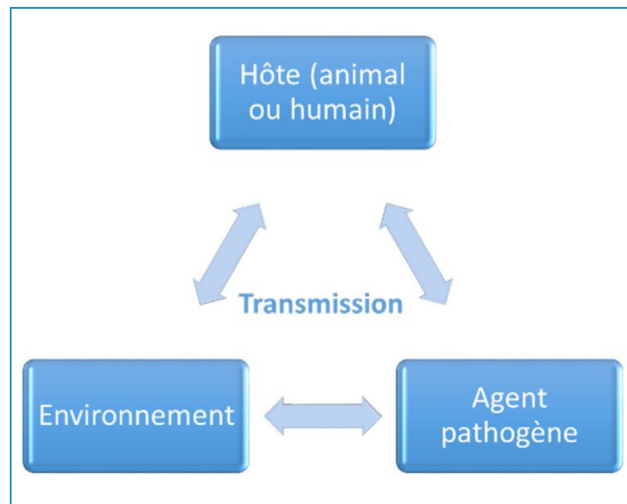 Hôte (animal
ou humain)
Transmission
Environnement
Agent
pathogène